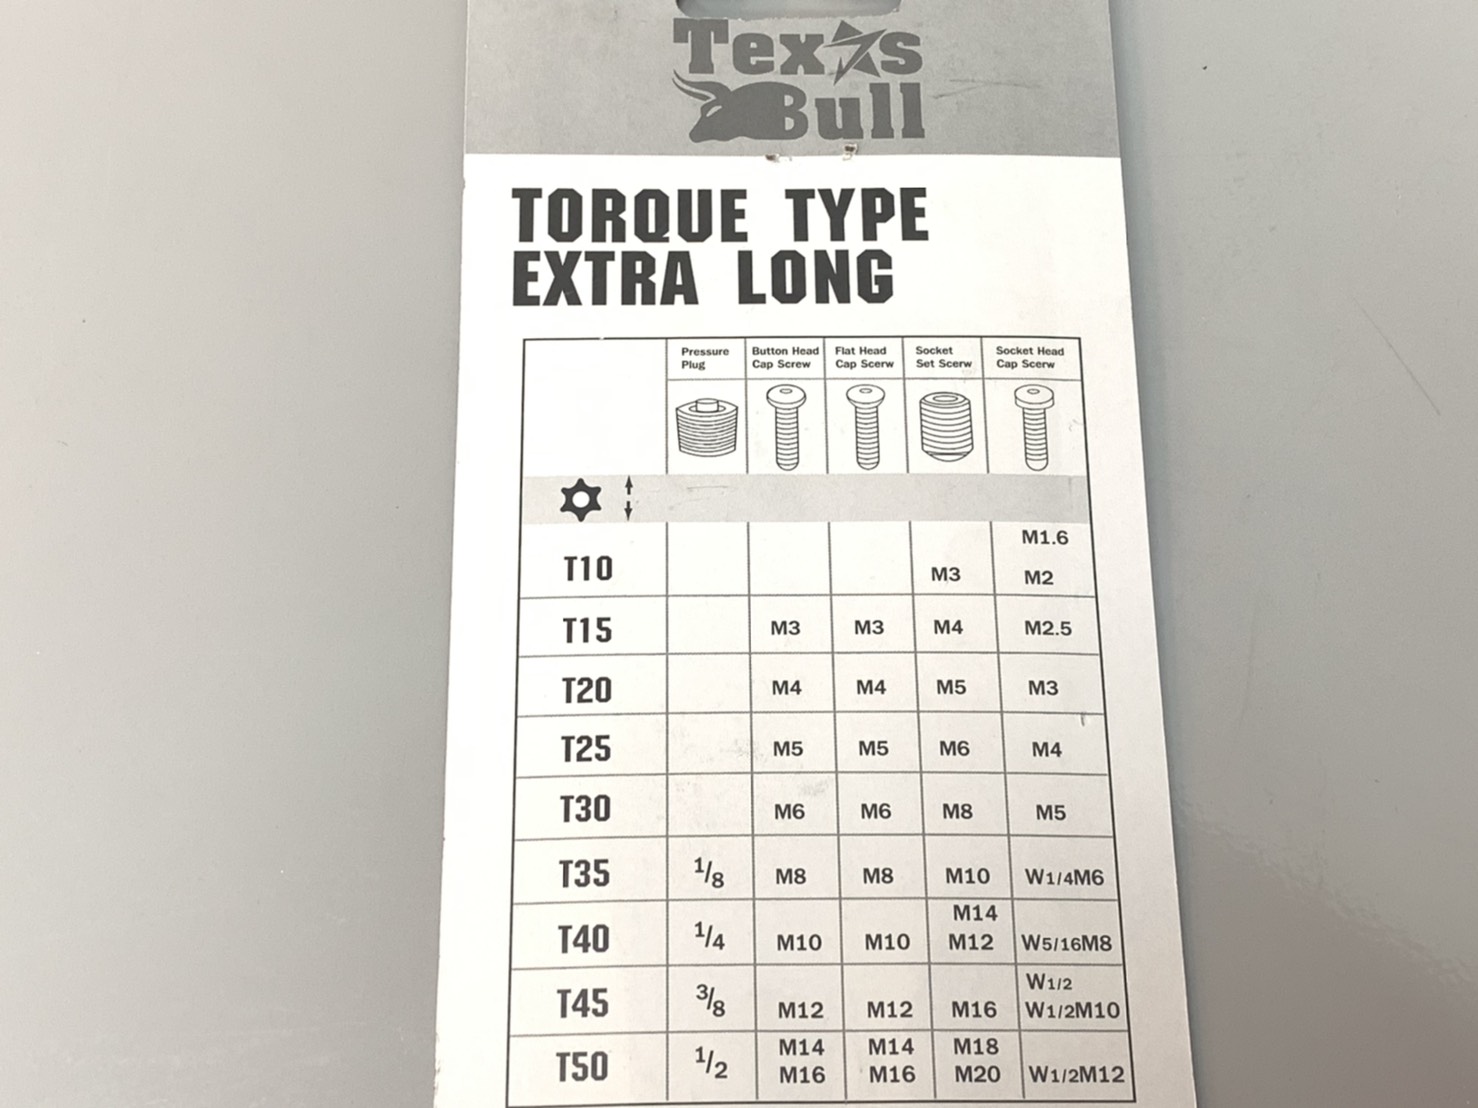 Texas
Bull
TORQUE TYPE
EXTRA LONG
Pressure Plug Button Head Cap Screw Flat Head Cap Scerw Socket Set Scerw Socket Head Cap Scerw
M1.6
T10 M3 M2
T15 M3 M3 M4 M2.5
T20 M4 M4 M5 M3
T25 M5 M5 M6 M4
T30 M6 M6 M8 M5
T35 1/8 M8 M8 M10 W1/4M6
M14
T40 1/4 M10 M10 M12 W5/16M8
W1/2
T45 3/8 M12 M12 M16 W1/2M10
M14 M14 M18
T50 1/2 M16 M16 M20 W1/2M12